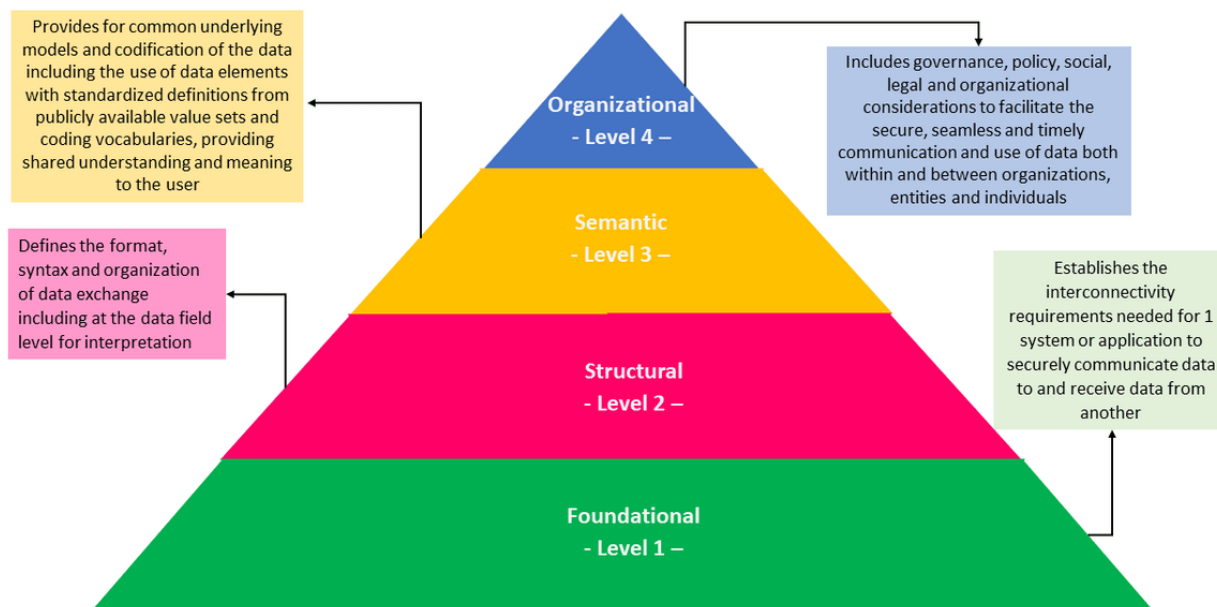 Provides for common underlying
models and codification of the data
including the use of data elements
with standardized definitions from
publicly available value sets and
coding vocabularies, providing
shared understanding and meaning
to the user
Includes governance, policy, social,
legal and organizational
considerations to facilitate the
secure, seamless and timely
communication and use of data both
within and between organizations,
entities and individuals
Organizational
- Level 4 –
Semantic
- Level 3 –
Defines the format,
syntax and organization
of data exchange
including at the data field
level for interpretation
Establishes the
interconnectivity
requirements needed for 1
system or application to
securely communicate data
to and receive data from
another
Structural
- Level 2 –
Foundational
- Level 1 –